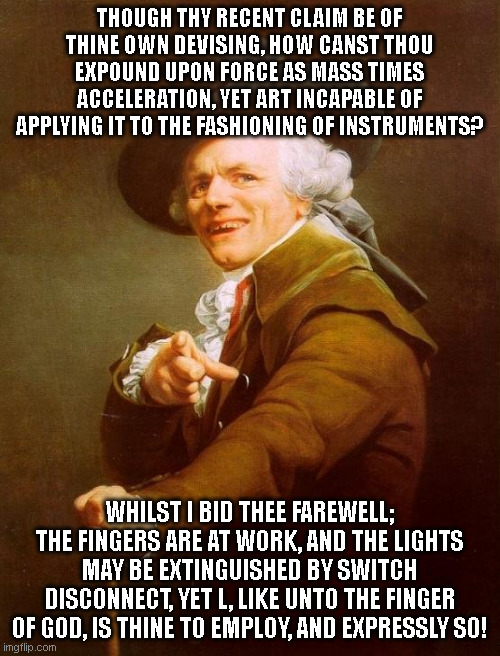 THOUGH THY RECENT CLAIM BE OF
THINE OWN DEVISING, HOW CANST THOU
EXPOUND UPON FORCE AS MASS TIMES
ACCELERATION, YET ART INCAPABLE OF
APPLYING IT TO THE FASHIONING OF INSTRUMENTS?
WHILST I BID THEE FAREWELL;
THE FINGERS ARE AT WORK, AND THE LIGHTS
MAY BE EXTINGUISHED BY SWITCH
DISCONNECT, YET L, LIKE UNTO THE FINGER
OF GOD, IS THINE TO EMPLOY, AND EXPRESSLY SO!
imgflip.com